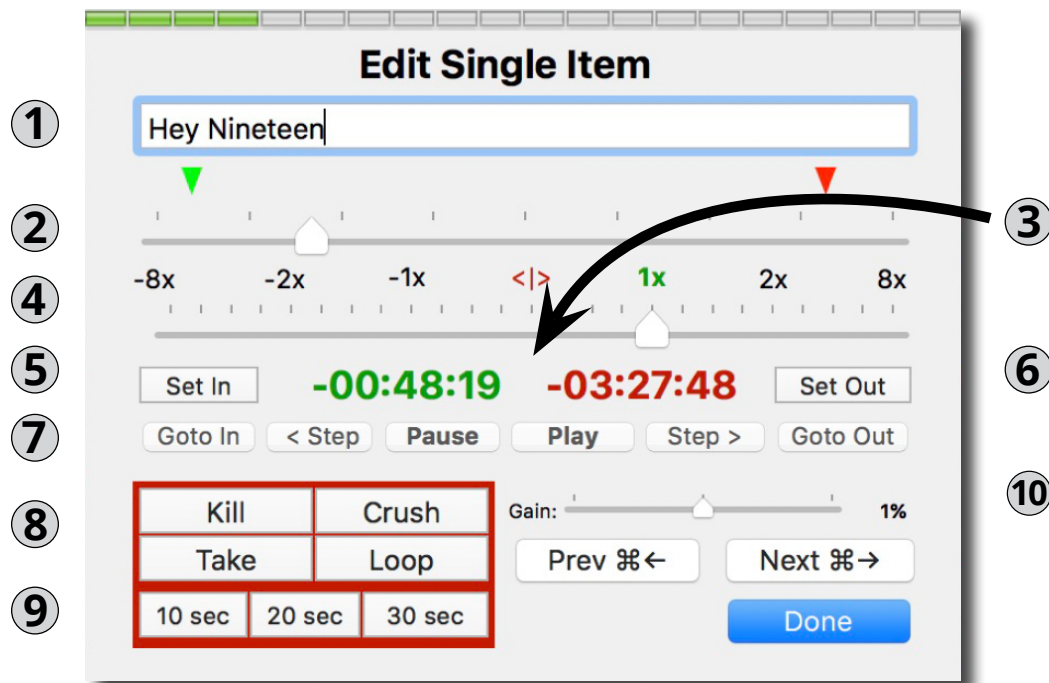 Edit Single Item
1
Hey Nineteen
2
3
-8x -2x -1x <|> 1x 2x 8x
4
5
Set In -00:48:19 -03:27:48 Set Out
6
7
Goto In < Step Pause Play Step > Goto Out
8
Kill Crush
Gain: 1%
10
Take Loop
Prev ⌘← Next ⌘→
9
10 sec 20 sec 30 sec
Done